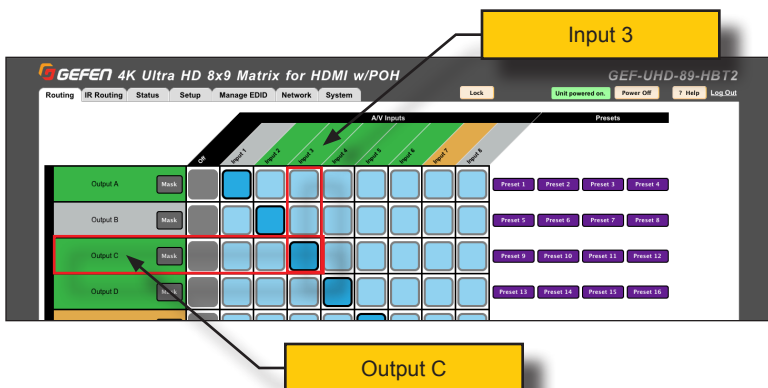 Input 3
GEFEN 4K Ultra HD 8x9 Matrix for HDMI w/POH
GEF-UHD-89-HBT2
Routing IR Routing Status Setup Manage EDID Network System Lock Unit powered on. Power Off ? Help Log Out
A/V Inputs Presets
Off Input 1 Input 2 Input 3 Input 4 Input 5 Input 6 Input 7 Input 8
Output A Mask Preset 1 Preset 2 Preset 3 Preset 4
Output B Mask Preset 5 Preset 6 Preset 7 Preset 8
Output C Mask Preset 9 Preset 10 Preset 11 Preset 12
Output D Mask Preset 13 Preset 14 Preset 15 Preset 16
Output C